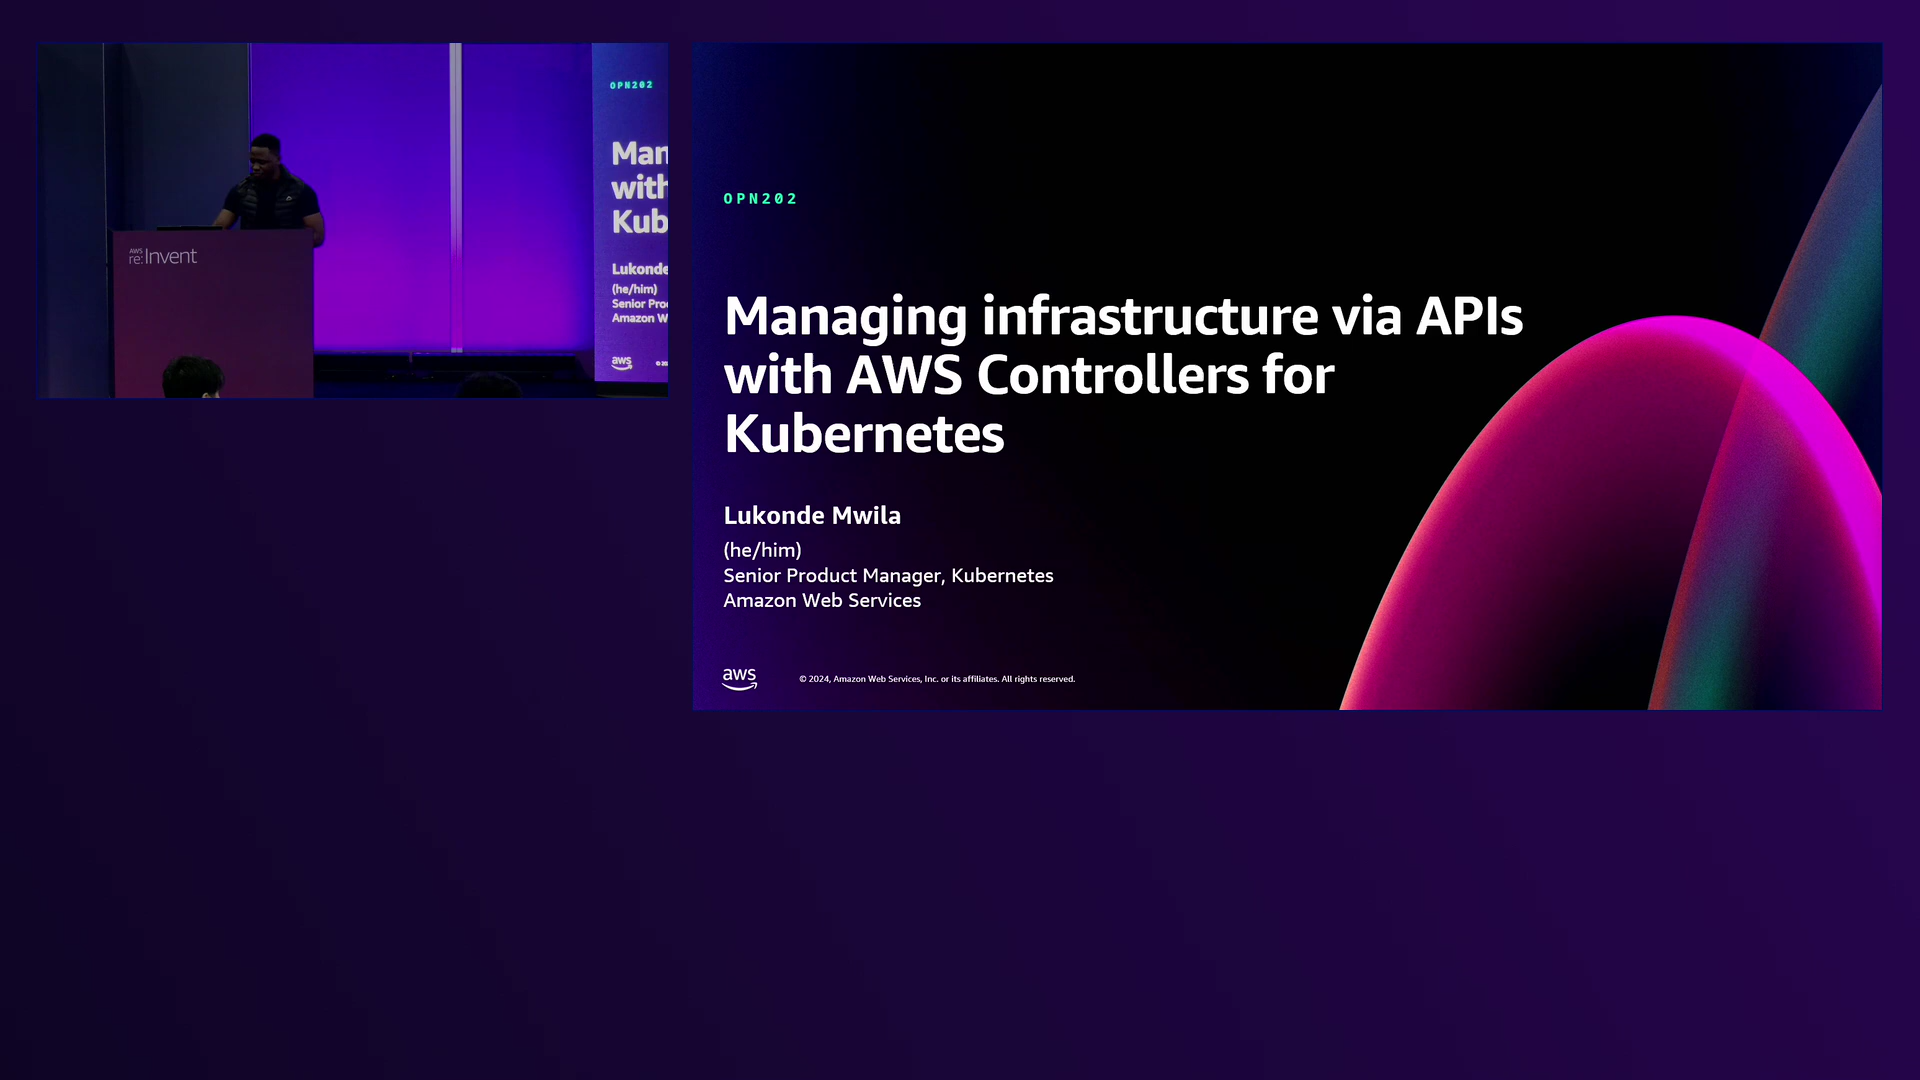 OPN202
Man
with
Kub
Lukonde
(he/him)
Senior Pro
Amazon W
aws
AWS
re:Invent
OPN202
Managing infrastructure via APIs
with AWS Controllers for
Kubernetes
Lukonde Mwila
(he/him)
Senior Product Manager, Kubernetes
Amazon Web Services
aws
© 2024, Amazon Web Services, Inc. or its affiliates. All rights reserved.